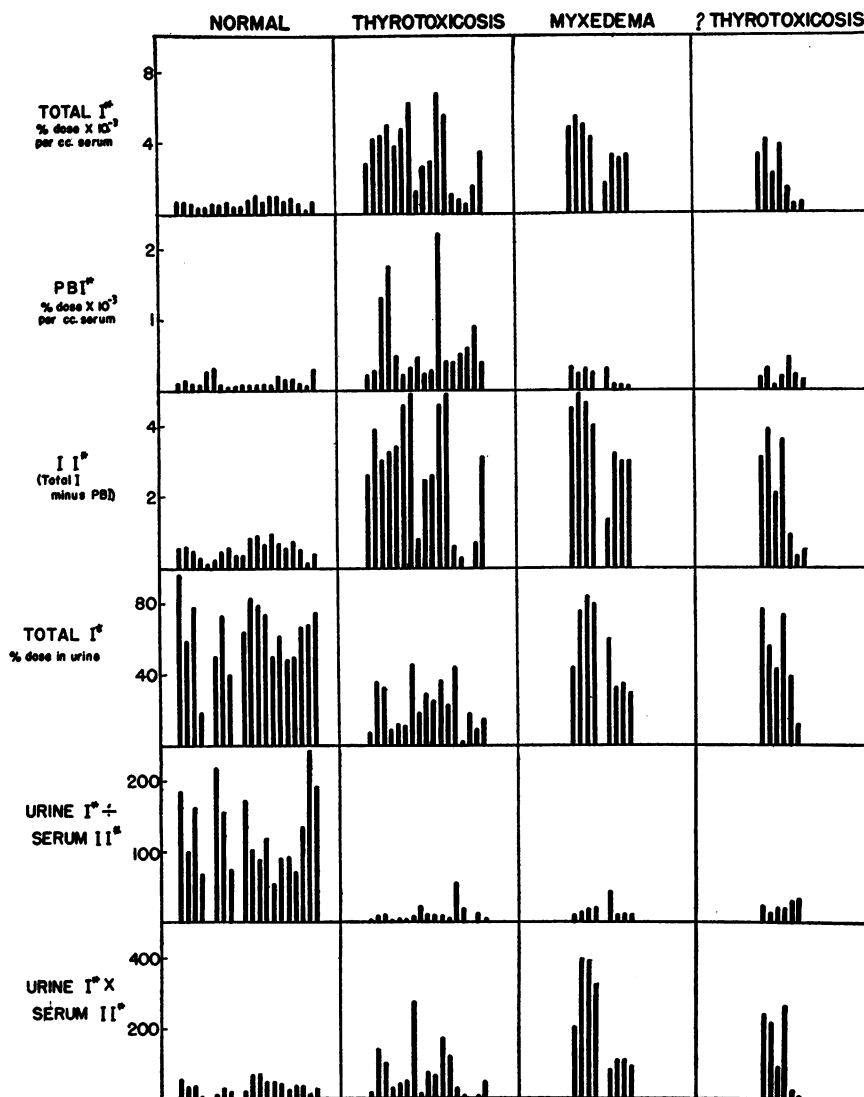 NORMAL THYROTOXICOSIS MYXEDEMA ? THYROTOXICOSIS
8
TOTAL I*
% dose X 10⁻³
per cc. serum
4
2
PBI*
% dose X 10⁻³
per cc. serum
1
4
II*
(Total I
minus PBI)
2
80
TOTAL I*
% dose in urine
40
200
URINE I* ÷
SERUM II*
100
400
URINE I* X
SERUM II*
200